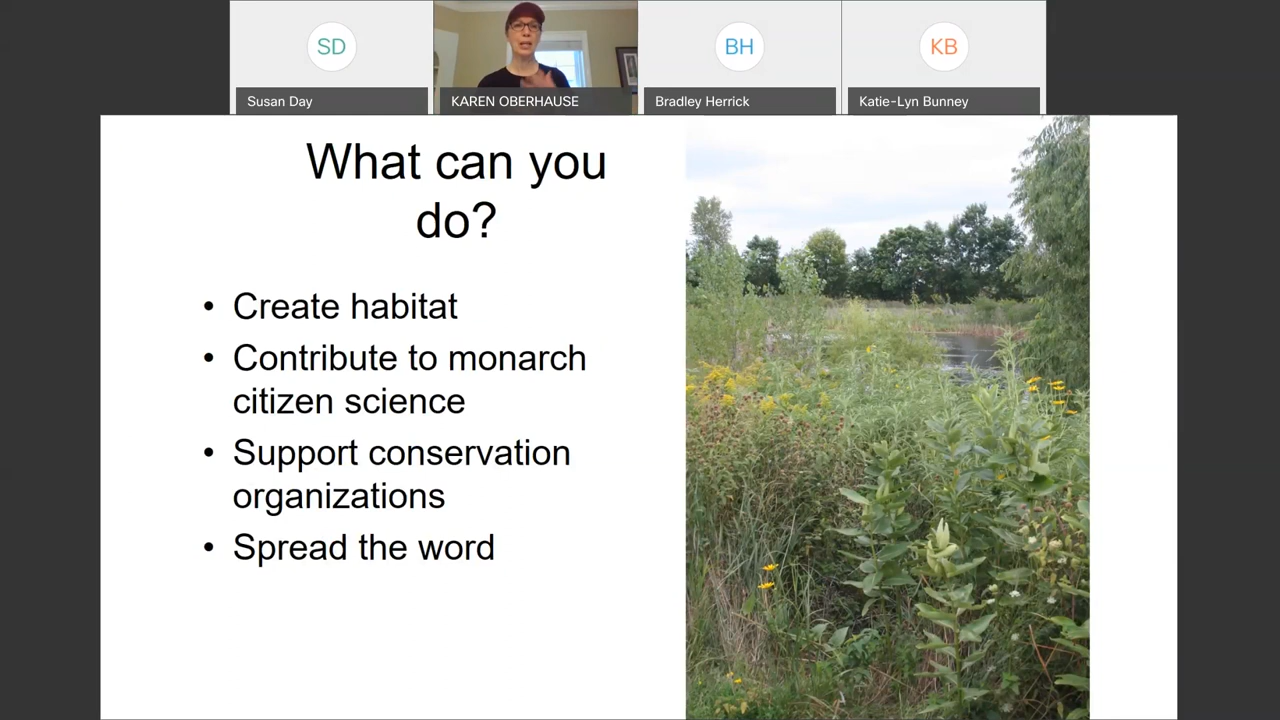 SD
BH
KB
Susan Day
KAREN OBERHAUSE
Bradley Herrick
Katie-Lyn Bunney
What can you
do?
• Create habitat
• Contribute to monarch
citizen science
• Support conservation
organizations
• Spread the word